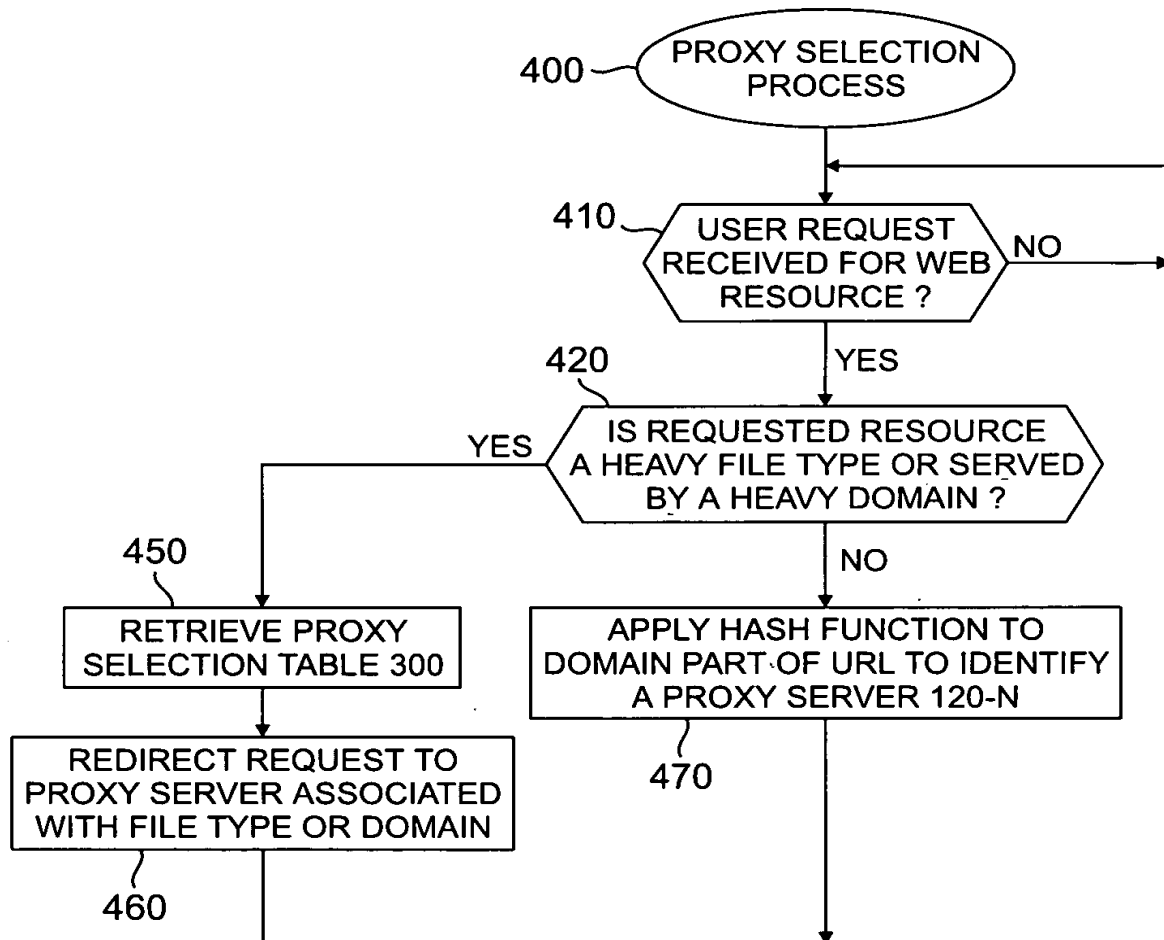 400
PROXY SELECTION
PROCESS
410
USER REQUEST
RECEIVED FOR WEB
RESOURCE ?
NO
YES
420
IS REQUESTED RESOURCE
A HEAVY FILE TYPE OR SERVED
BY A HEAVY DOMAIN ?
YES
NO
450
RETRIEVE PROXY
SELECTION TABLE 300
APPLY HASH FUNCTION TO
DOMAIN PART OF URL TO IDENTIFY
A PROXY SERVER 120-N
470
REDIRECT REQUEST TO
PROXY SERVER ASSOCIATED
WITH FILE TYPE OR DOMAIN
460